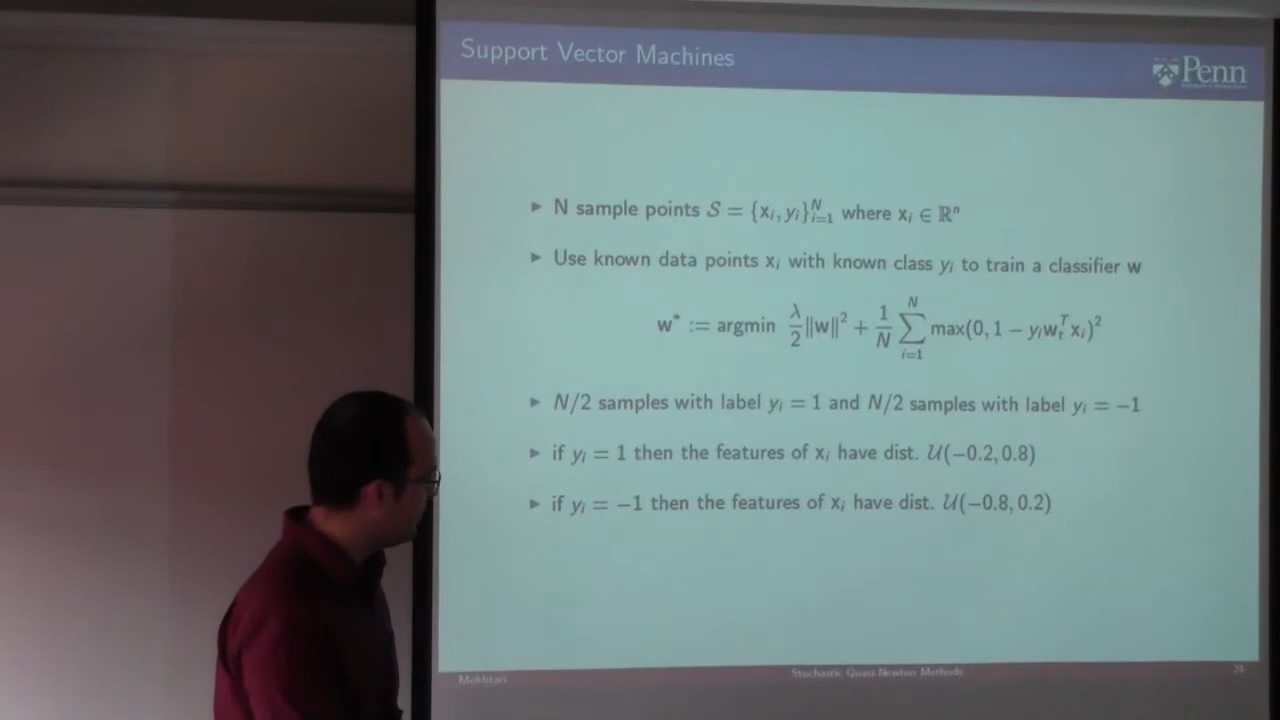 Support Vector Machines
Penn
► N sample points 𝒮 = {xᵢ, yᵢ}ᵢ₌₁ᴺ where xᵢ ∈ ℝⁿ
► Use known data points xᵢ with known class yᵢ to train a classifier w
w* := argmin λ/2 ‖w‖² + 1/N ∑ᵢ₌₁ᴺ max(0, 1 − yᵢwₜᵀxᵢ)²
► N/2 samples with label yᵢ = 1 and N/2 samples with label yᵢ = −1
► if yᵢ = 1 then the features of xᵢ have dist. 𝒰(−0.2, 0.8)
► if yᵢ = −1 then the features of xᵢ have dist. 𝒰(−0.8, 0.2)
Mokhtari
Stochastic Quasi-Newton Methods